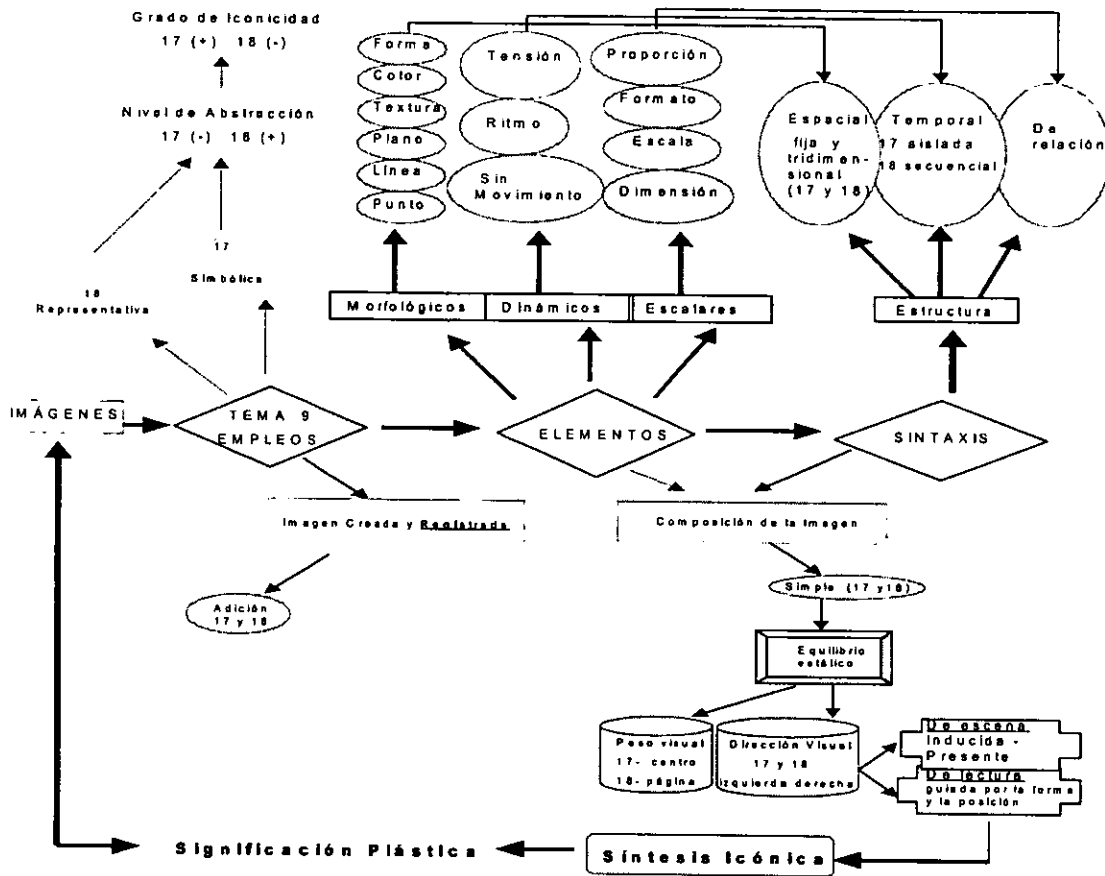 Grado de Iconicidad
17 (+) 18 (-)
Nivel de Abstracción
17 (-) 18 (+)
17
Simbólica
18
Representativa
Forma
Color
Textura
Plano
Línea
Punto
Tensión
Ritmo
Sin
Movimiento
Proporción
Formato
Escala
Dimensión
Espacial
fija y
tridimen-
sional
(17 y 18)
Temporal
17 aislada
18 secuencial
De
relación
Morfológicos
Dinámicos
Escalares
Estructura
IMÁGENES
TEMA 9
EMPLEOS
ELEMENTOS
SINTAXIS
Imagen Creada y Registrada
Composición de la Imagen
Adición
17 y 18
Simple (17 y 18)
Equilibrio
estático
Peso visual
17- centro
18- página
Dirección Visual
17 y 18
izquierda derecha
De escena
Inducida -
Presente
De lectura
guiada por la forma
y la posición
Significación Plástica
Síntesis Icónica